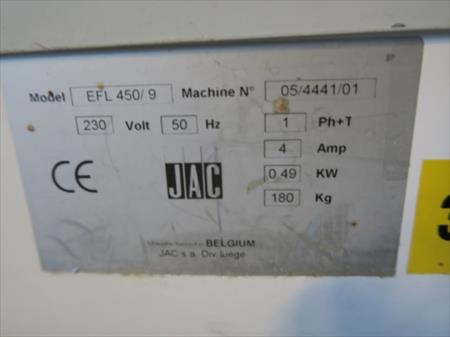 Model EFL 450/9 Machine N° 05/4441/01
230 Volt 50 Hz 1 Ph+T
4 Amp
0.49 KW
180 Kg
CE JAC
BELGIUM
JAC s a. Div Liége
P